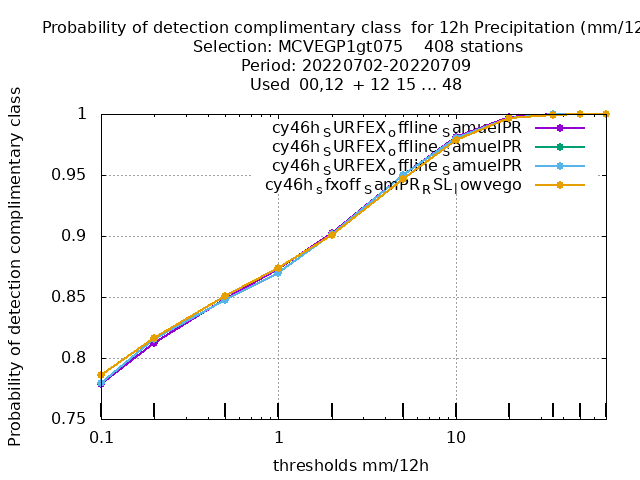 Probability of detection complimentary class for 12h Precipitation (mm/12
Selection: MCVEGP1gt075 408 stations
Period: 20220702-20220709
Used 00,12 + 12 15 ... 48
Probability of detection complimentary class
1
0.95
0.9
0.85
0.8
0.75
cy46h_SURFEX_offline_SamuelPR
cy46h_SURFEX_offline_SamuelPR
cy46h_SURFEX_offline_SamuelPR
cy46h_sfxoff_SamPR_RSL_lowvego
0.1 1 10
thresholds mm/12h